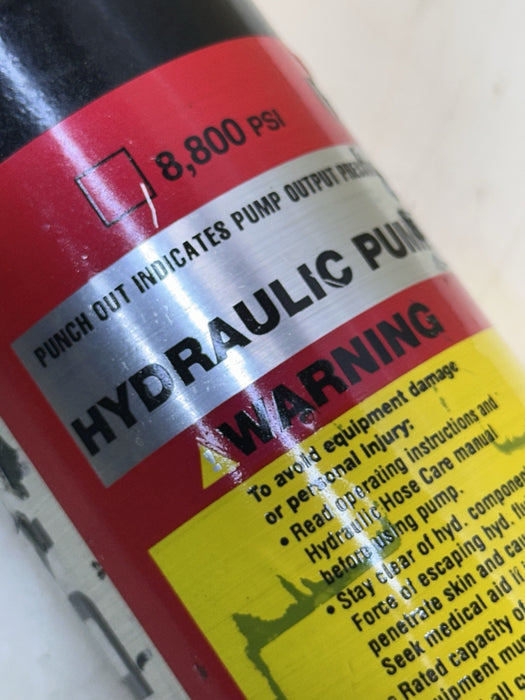 8,800 PSI
PUNCH OUT INDICATES PUMP OUTPUT
HYDRAULIC
WARNING
To avoid equipment damage
or personal injury:
• Read operating instructions and
Hydraulic Hose Care manual
before using pump.
• Stay clear of hyd.
Force of escaping hyd.
penetrate skin and
Seek medical aid
• Rated capacity